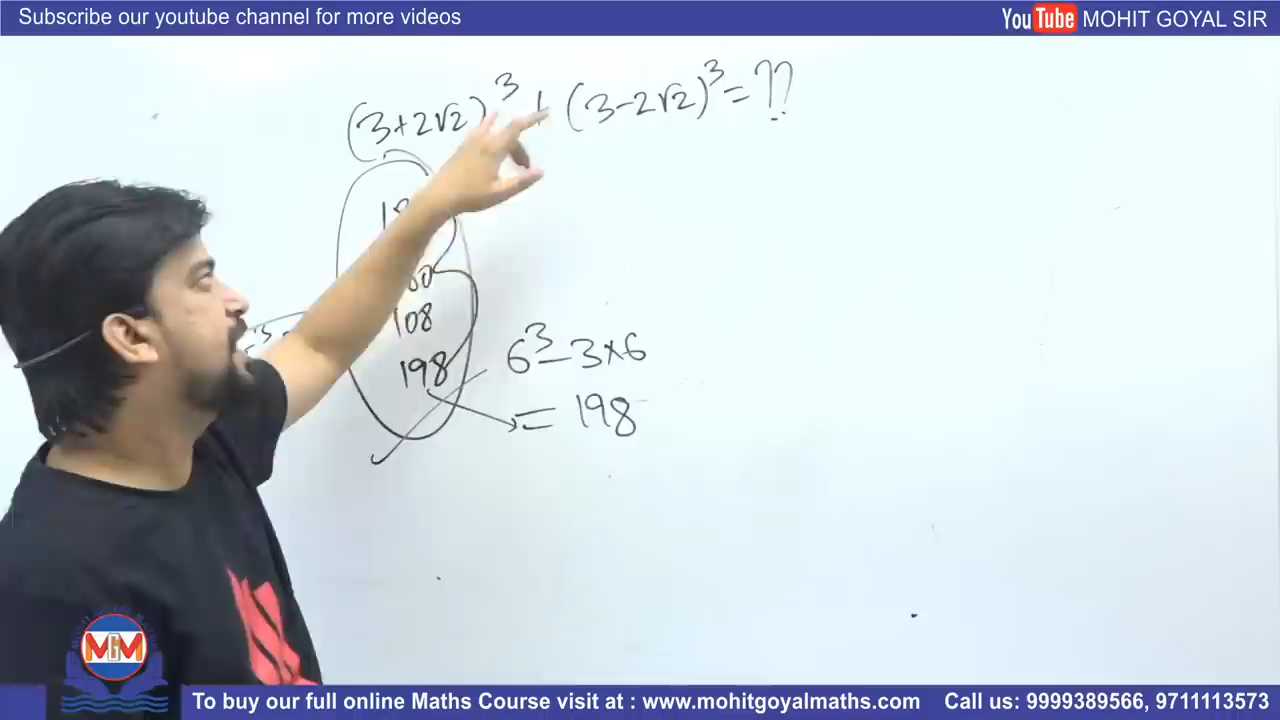 Subscribe our youtube channel for more videos
YouTube MOHIT GOYAL SIR
(3+2√2)³ + (3-2√2)³ = ??
108
198
6³-3×6
= 198
MGM
To buy our full online Maths Course visit at : www.mohitgoyalmaths.com Call us: 9999389566, 9711113573